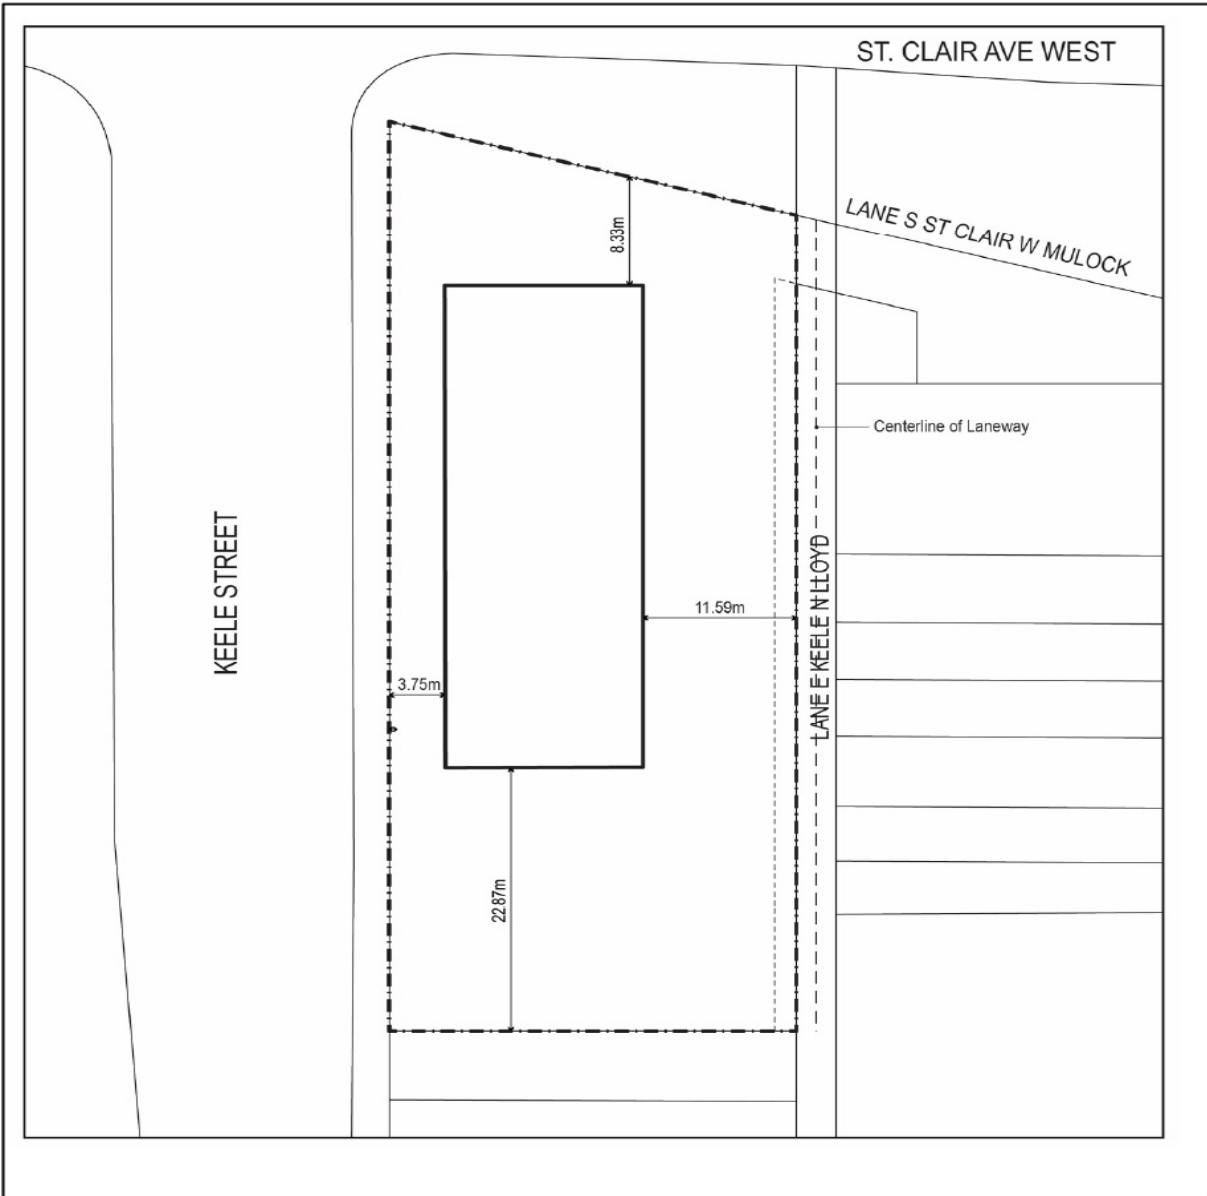 ST. CLAIR AVE WEST
LANE S ST CLAIR W MULOCK
8.33m
Centerline of Laneway
KEELE STREET
LANE E KEELE N LLOYD
11.59m
3.75m
22.87m